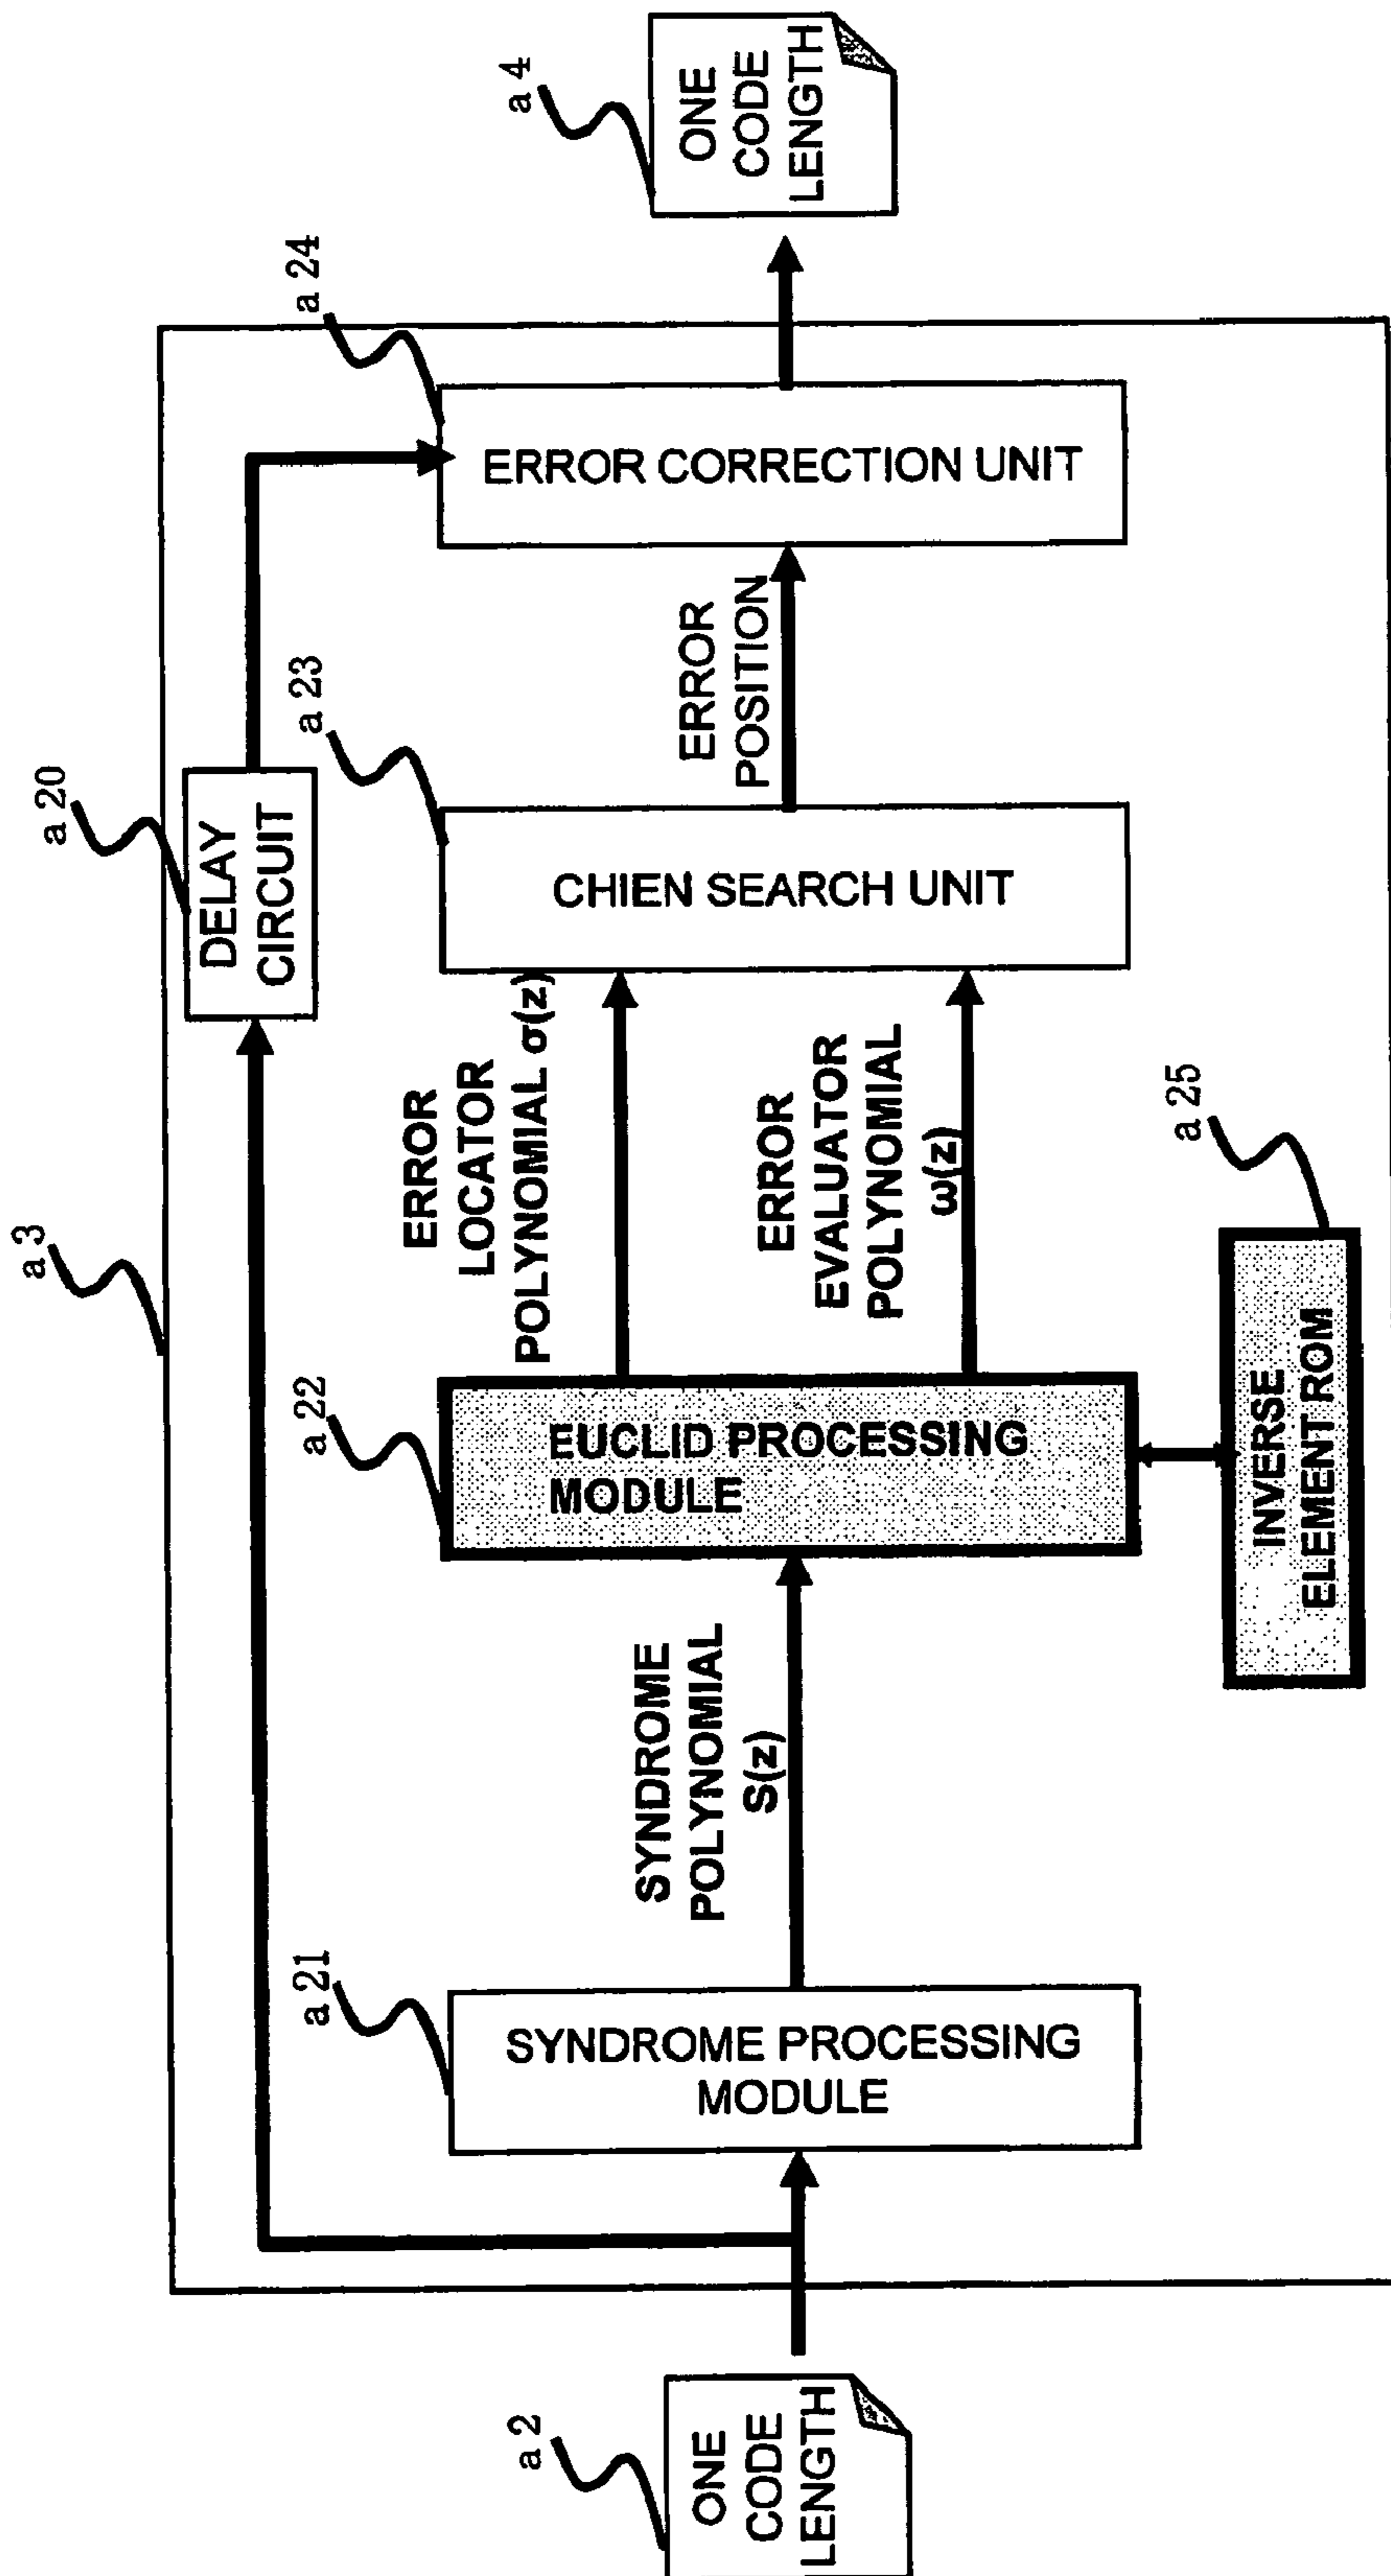 a 3
a 20
DELAY
CIRCUIT
a 2
ONE
CODE
LENGTH
a 21
SYNDROME PROCESSING
MODULE
SYNDROME
POLYNOMIAL
S(z)
a 22
EUCLID PROCESSING
MODULE
a 25
INVERSE
ELEMENT ROM
ERROR
LOCATOR
POLYNOMIAL σ(z)
ERROR
EVALUATOR
POLYNOMIAL
ω(z)
a 23
CHIEN SEARCH UNIT
ERROR
POSITION
a 24
ERROR CORRECTION UNIT
a 4
ONE
CODE
LENGTH